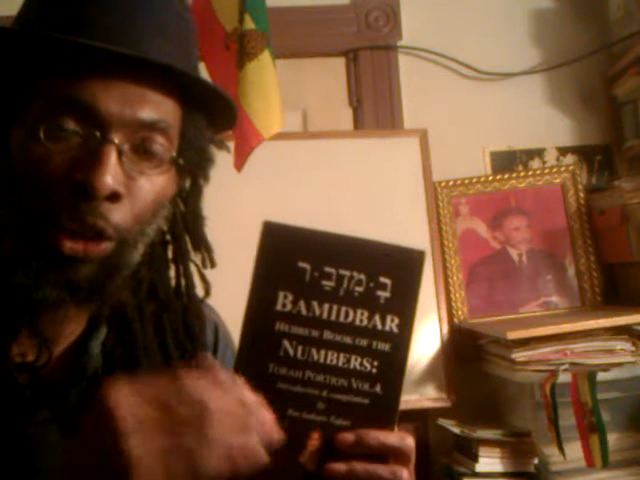 בְּ·מִדְבַּ·ר
BAMIDBAR
HEBREW BOOK OF THE
NUMBERS:
TORAH PORTION VOL.4,
Introduction & compilation
By